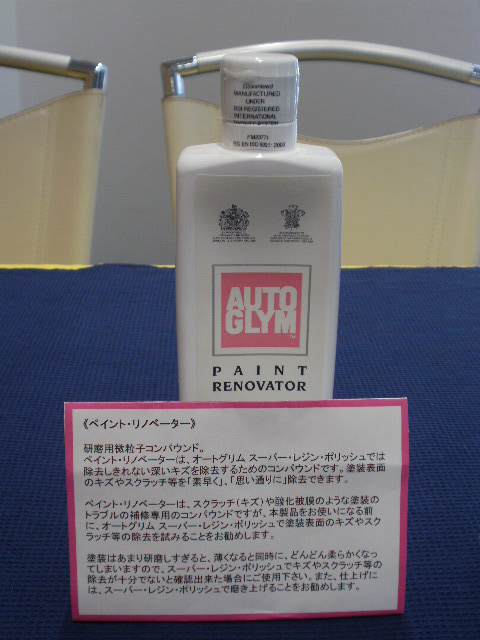 Guaranteed
MANUFACTURED
UNDER
BSI REGISTERED
INTERNATIONAL
FM20771
BS EN ISO 9001: 2000
AUTO
GLYM
TM
PAINT
RENOVATOR
《ペイント・リノベーター》
研磨用微粒子コンパウンド。
ペイント・リノベーターは、オートグリム スーパー・レジン・ポリッシュでは
除去しきれない深いキズを除去するためのコンパウンドです。塗装表面
のキズやスクラッチ等を「素早く」、「思い通りに」除去できます。
ペイント・リノベーターは、スクラッチ(キズ)や酸化被膜のような塗装の
トラブルの補修専用のコンパウンドですが、本製品をお使いになる前
に、オートグリム スーパー・レジン・ポリッシュで塗装表面のキズやスク
ラッチ等の除去を試みることをお勧めします。
塗装はあまり研磨しすぎると、薄くなると同時に、どんどん柔らかくなっ
てしまいますので、スーパー・レジン・ポリッシュでキズやスクラッチ等の
除去が十分でないと確認出来た場合にご使用下さい。また、仕上げに
は、スーパー・レジン・ポリッシュで磨き上げることをお勧めします。